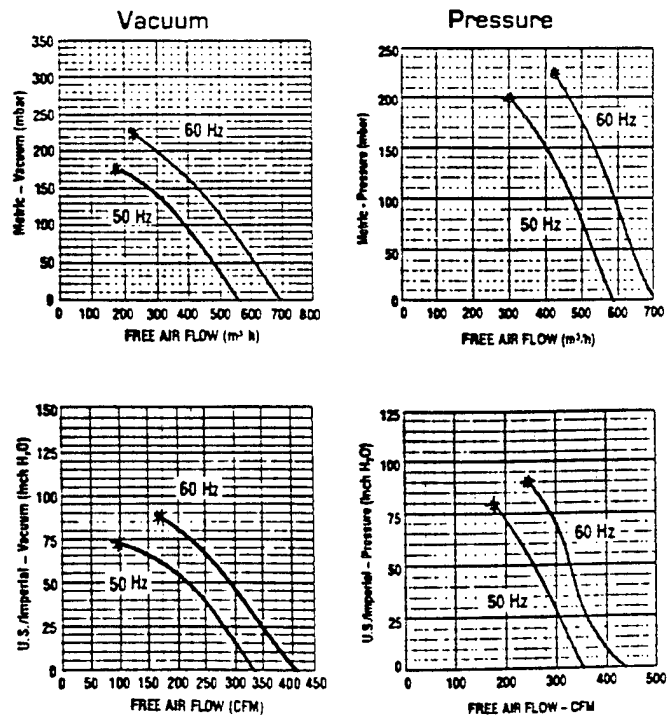 Vacuum
Metric – Vacuum (mbar)
350
300
250
200
150
100
50
0
60 Hz
50 Hz
0 100 200 300 400 500 600 700 800
FREE AIR FLOW (m³ h)
Pressure
Metric - Pressure (mbar)
250
200
150
100
50
0
60 Hz
50 Hz
0 100 200 300 400 500 600 700
FREE AIR FLOW (m³/h)
U.S./Imperial – Vacuum (Inch H₂O)
150
125
100
75
50
25
0
60 Hz
50 Hz
0 50 100 150 200 250 300 350 400 450
FREE AIR FLOW (CFM)
U.S./Imperial – Pressure (Inch H₂O)
125
100
75
50
25
0
60 Hz
50 Hz
0 100 200 300 400 500
FREE AIR FLOW – CFM